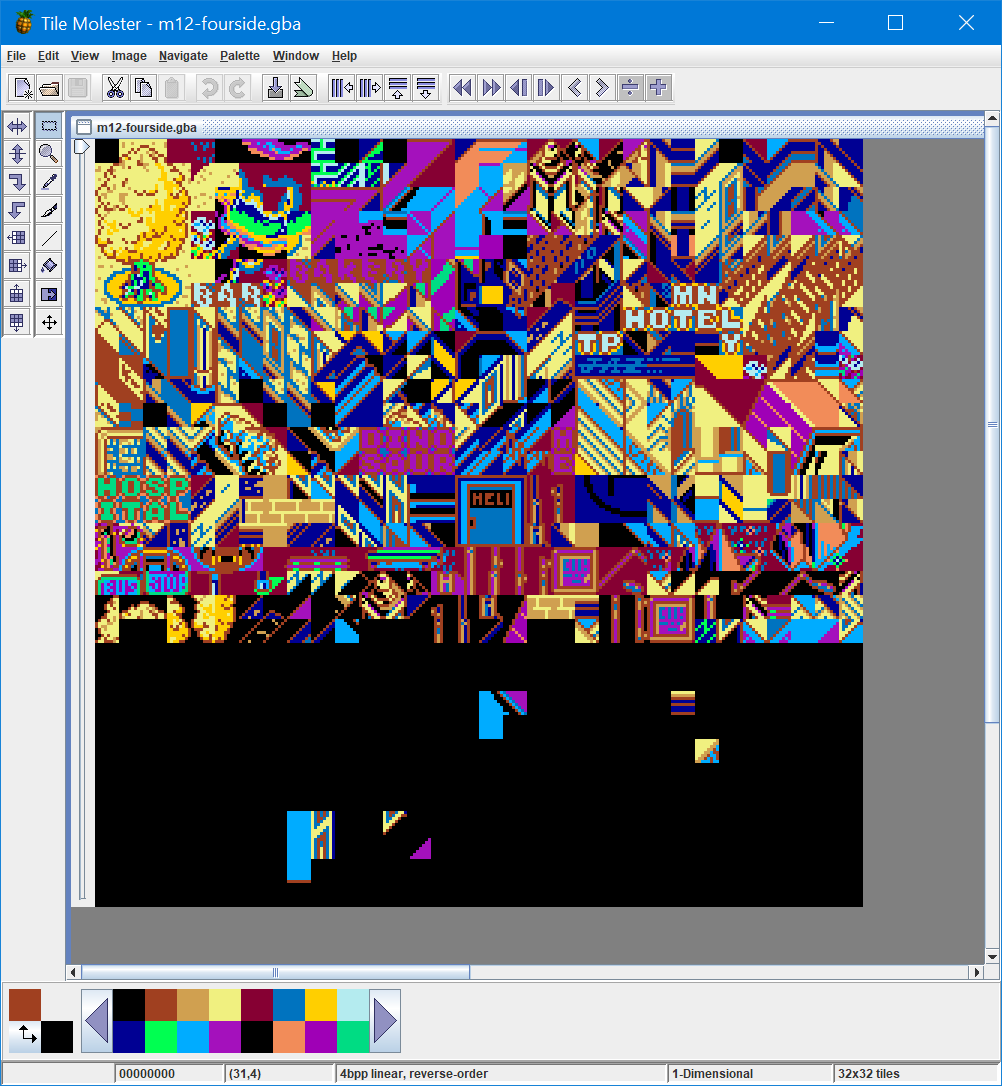 Tile Molester - m12-fourside.gba
File Edit View Image Navigate Palette Window Help
m12-fourside.gba
BAKERY
BAR
MN
HOTEL
TP Y
HOSP
ITAL
HELI
H
00000000 (31,4) 4bpp linear, reverse-order 1-Dimensional 32x32 tiles